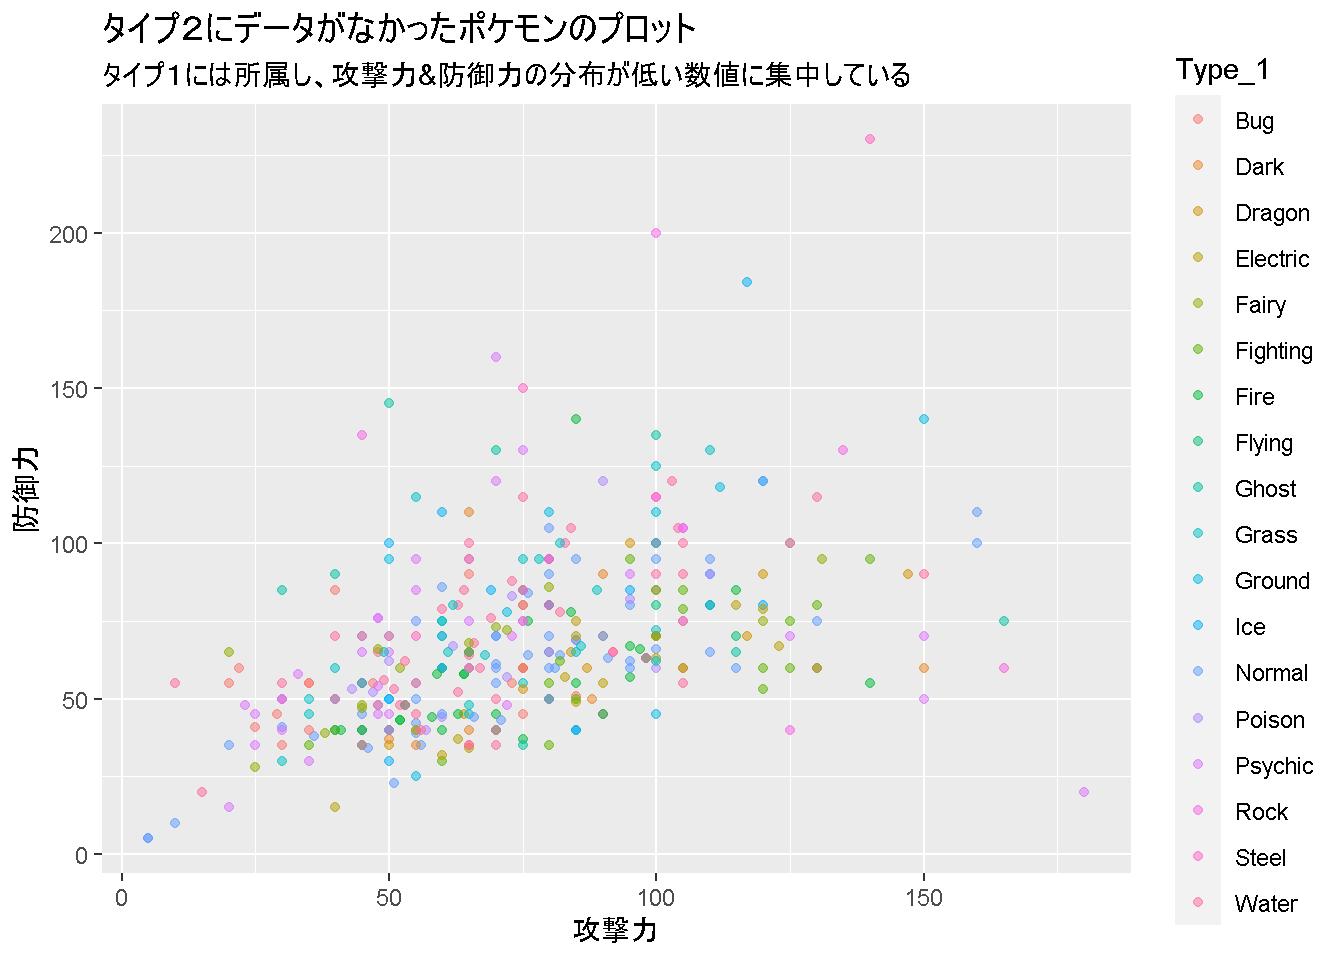 タイプ２にデータがなかったポケモンのプロット
タイプ１には所属し、攻撃力&防御力の分布が低い数値に集中している
Type_1
Bug
Dark
Dragon
Electric
Fairy
Fighting
Fire
Flying
Ghost
Grass
Ground
Ice
Normal
Poison
Psychic
Rock
Steel
Water
防御力
200
150
100
50
0
0
50
100
150
攻撃力